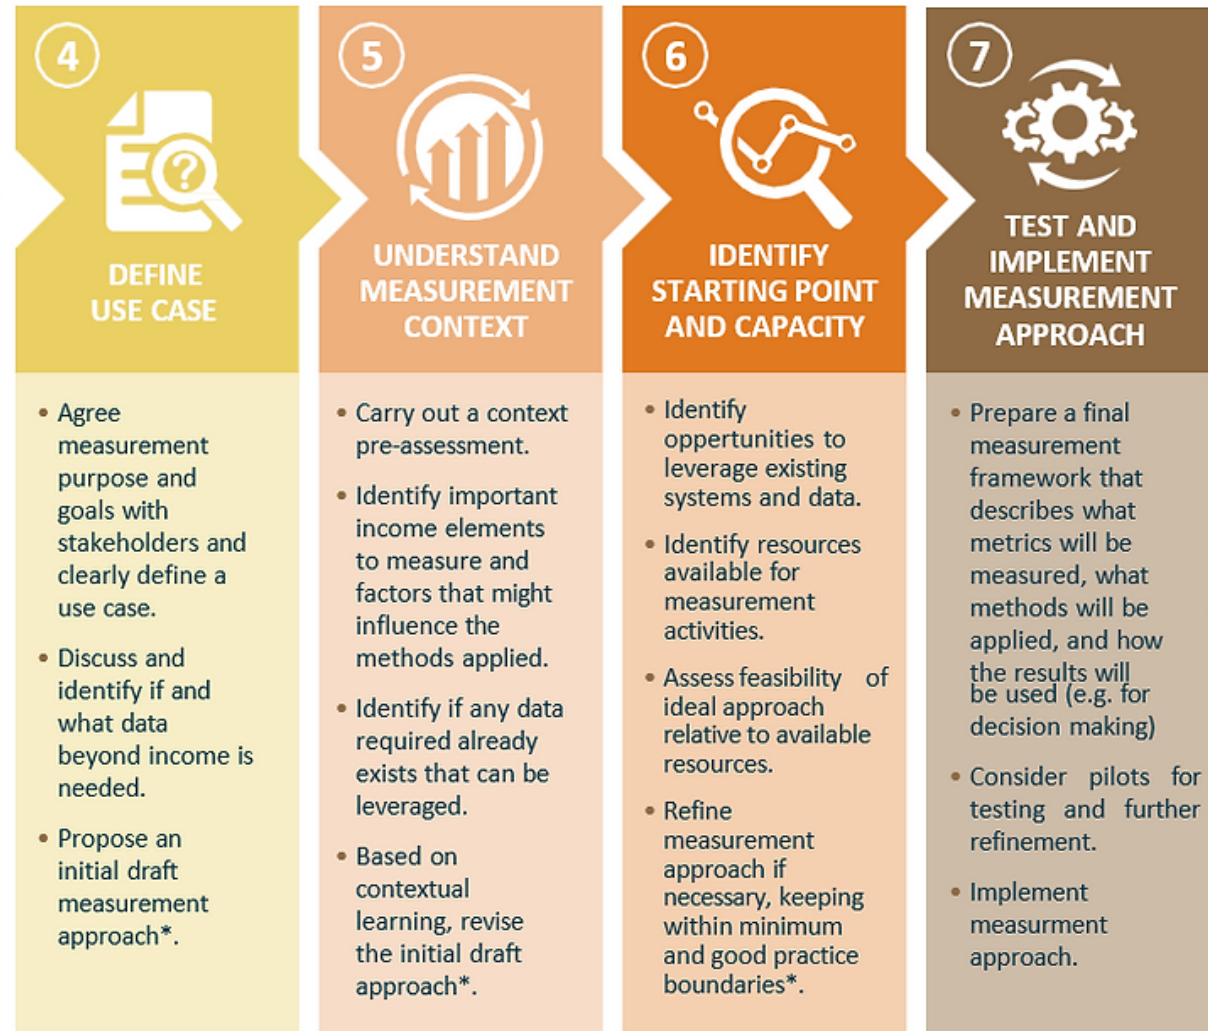 4
DEFINE
USE CASE
• Agree
measurement
purpose and
goals with
stakeholders and
clearly define a
use case.
• Discuss and
identify if and
what data
beyond income is
needed.
• Propose an
initial draft
measurement
approach*.
5
UNDERSTAND
MEASUREMENT
CONTEXT
• Carry out a context
pre-assessment.
• Identify important
income elements
to measure and
factors that might
influence the
methods applied.
• Identify if any data
required already
exists that can be
leveraged.
• Based on
contextual
learning, revise
the initial draft
approach*.
6
IDENTIFY
STARTING POINT
AND CAPACITY
• Identify
oppertunities to
leverage existing
systems and data.
• Identify resources
available for
measurement
activities.
• Assess feasibility of
ideal approach
relative to available
resources.
• Refine
measurement
approach if
necessary, keeping
within minimum
and good practice
boundaries*.
7
TEST AND
IMPLEMENT
MEASUREMENT
APPROACH
• Prepare a final
measurement
framework that
describes what
metrics will be
measured, what
methods will be
applied, and how
the results will
be used (e.g. for
decision making)
• Consider pilots for
testing and further
refinement.
• Implement
measurment
approach.